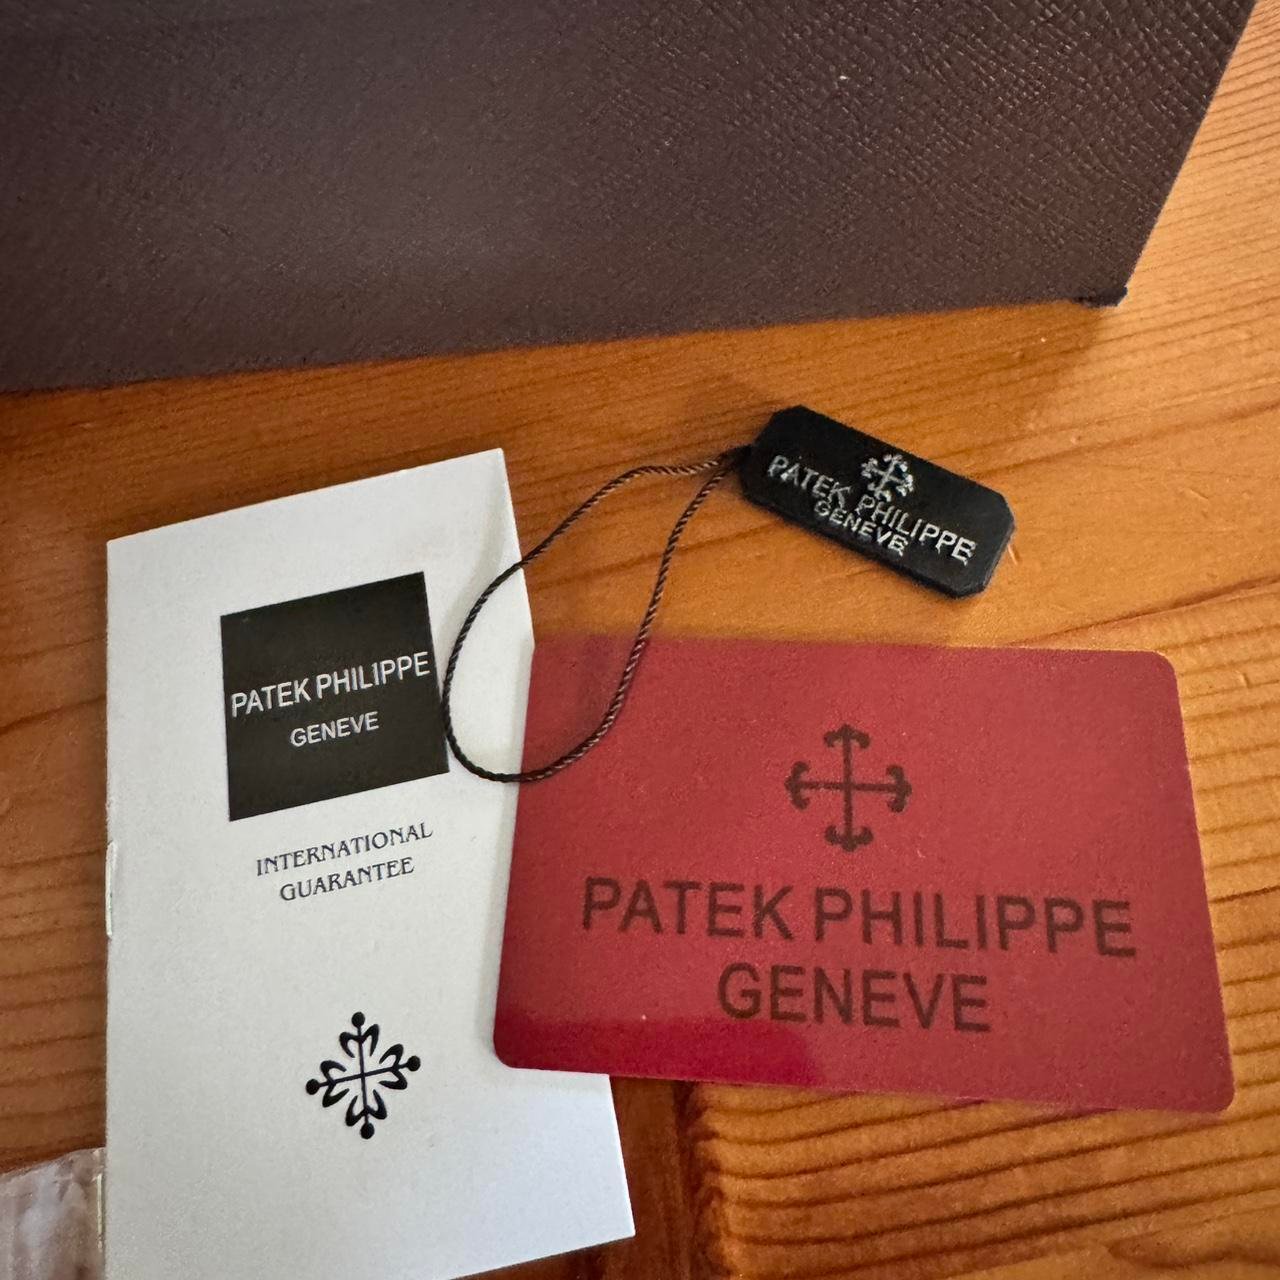 PATEK PHILIPPE
GENEVE
PATEK PHILIPPE
GENEVE
INTERNATIONAL
GUARANTEE
PATEK PHILIPPE
GENEVE